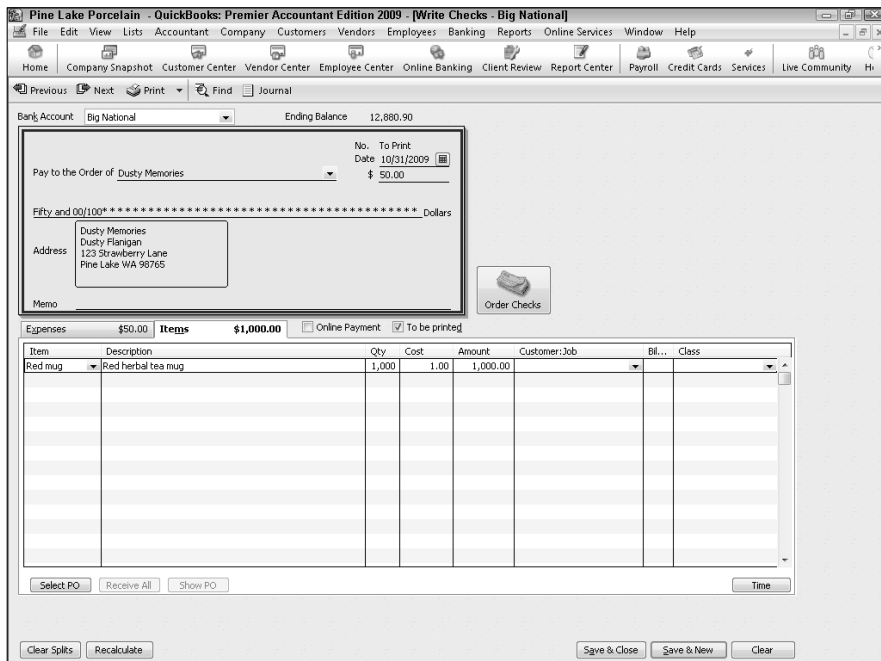 Pine Lake Porcelain - QuickBooks: Premier Accountant Edition 2009 - [Write Checks - Big National]
File Edit View Lists Accountant Company Customers Vendors Employees Banking Reports Online Services Window Help
Home Company Snapshot Customer Center Vendor Center Employee Center Online Banking Client Review Report Center Payroll Credit Cards Services Live Community
Previous Next Print Find Journal
Bank Account Big National Ending Balance 12,880.90
No. To Print
Date 10/31/2009
Pay to the Order of Dusty Memories $ 50.00
Fifty and 00/100* * * * * * * * * * * * * * * * * * * * * * * * * * * * * * * * * * * * * * * * Dollars
Dusty Memories
Dusty Flanigan
Address 123 Strawberry Lane
Pine Lake WA 98765
Memo
Order Checks
Expenses $50.00 Items $1,000.00 Online Payment To be printed
Item Description Qty Cost Amount Customer:Job Bil... Class
Red mug Red herbal tea mug 1,000 1.00 1,000.00
Select PO Receive All Show PO Time
Clear Splits Recalculate Save & Close Save & New Clear